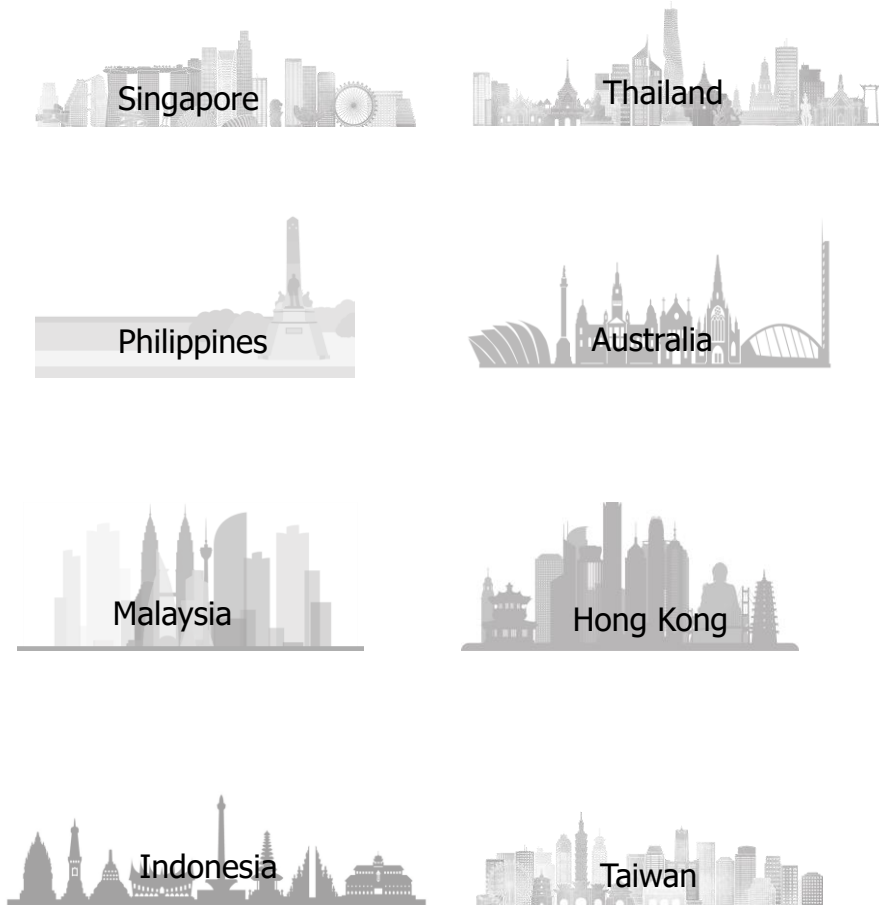 Singapore
Thailand
Philippines
Australia
Malaysia
Hong Kong
Indonesia
Taiwan